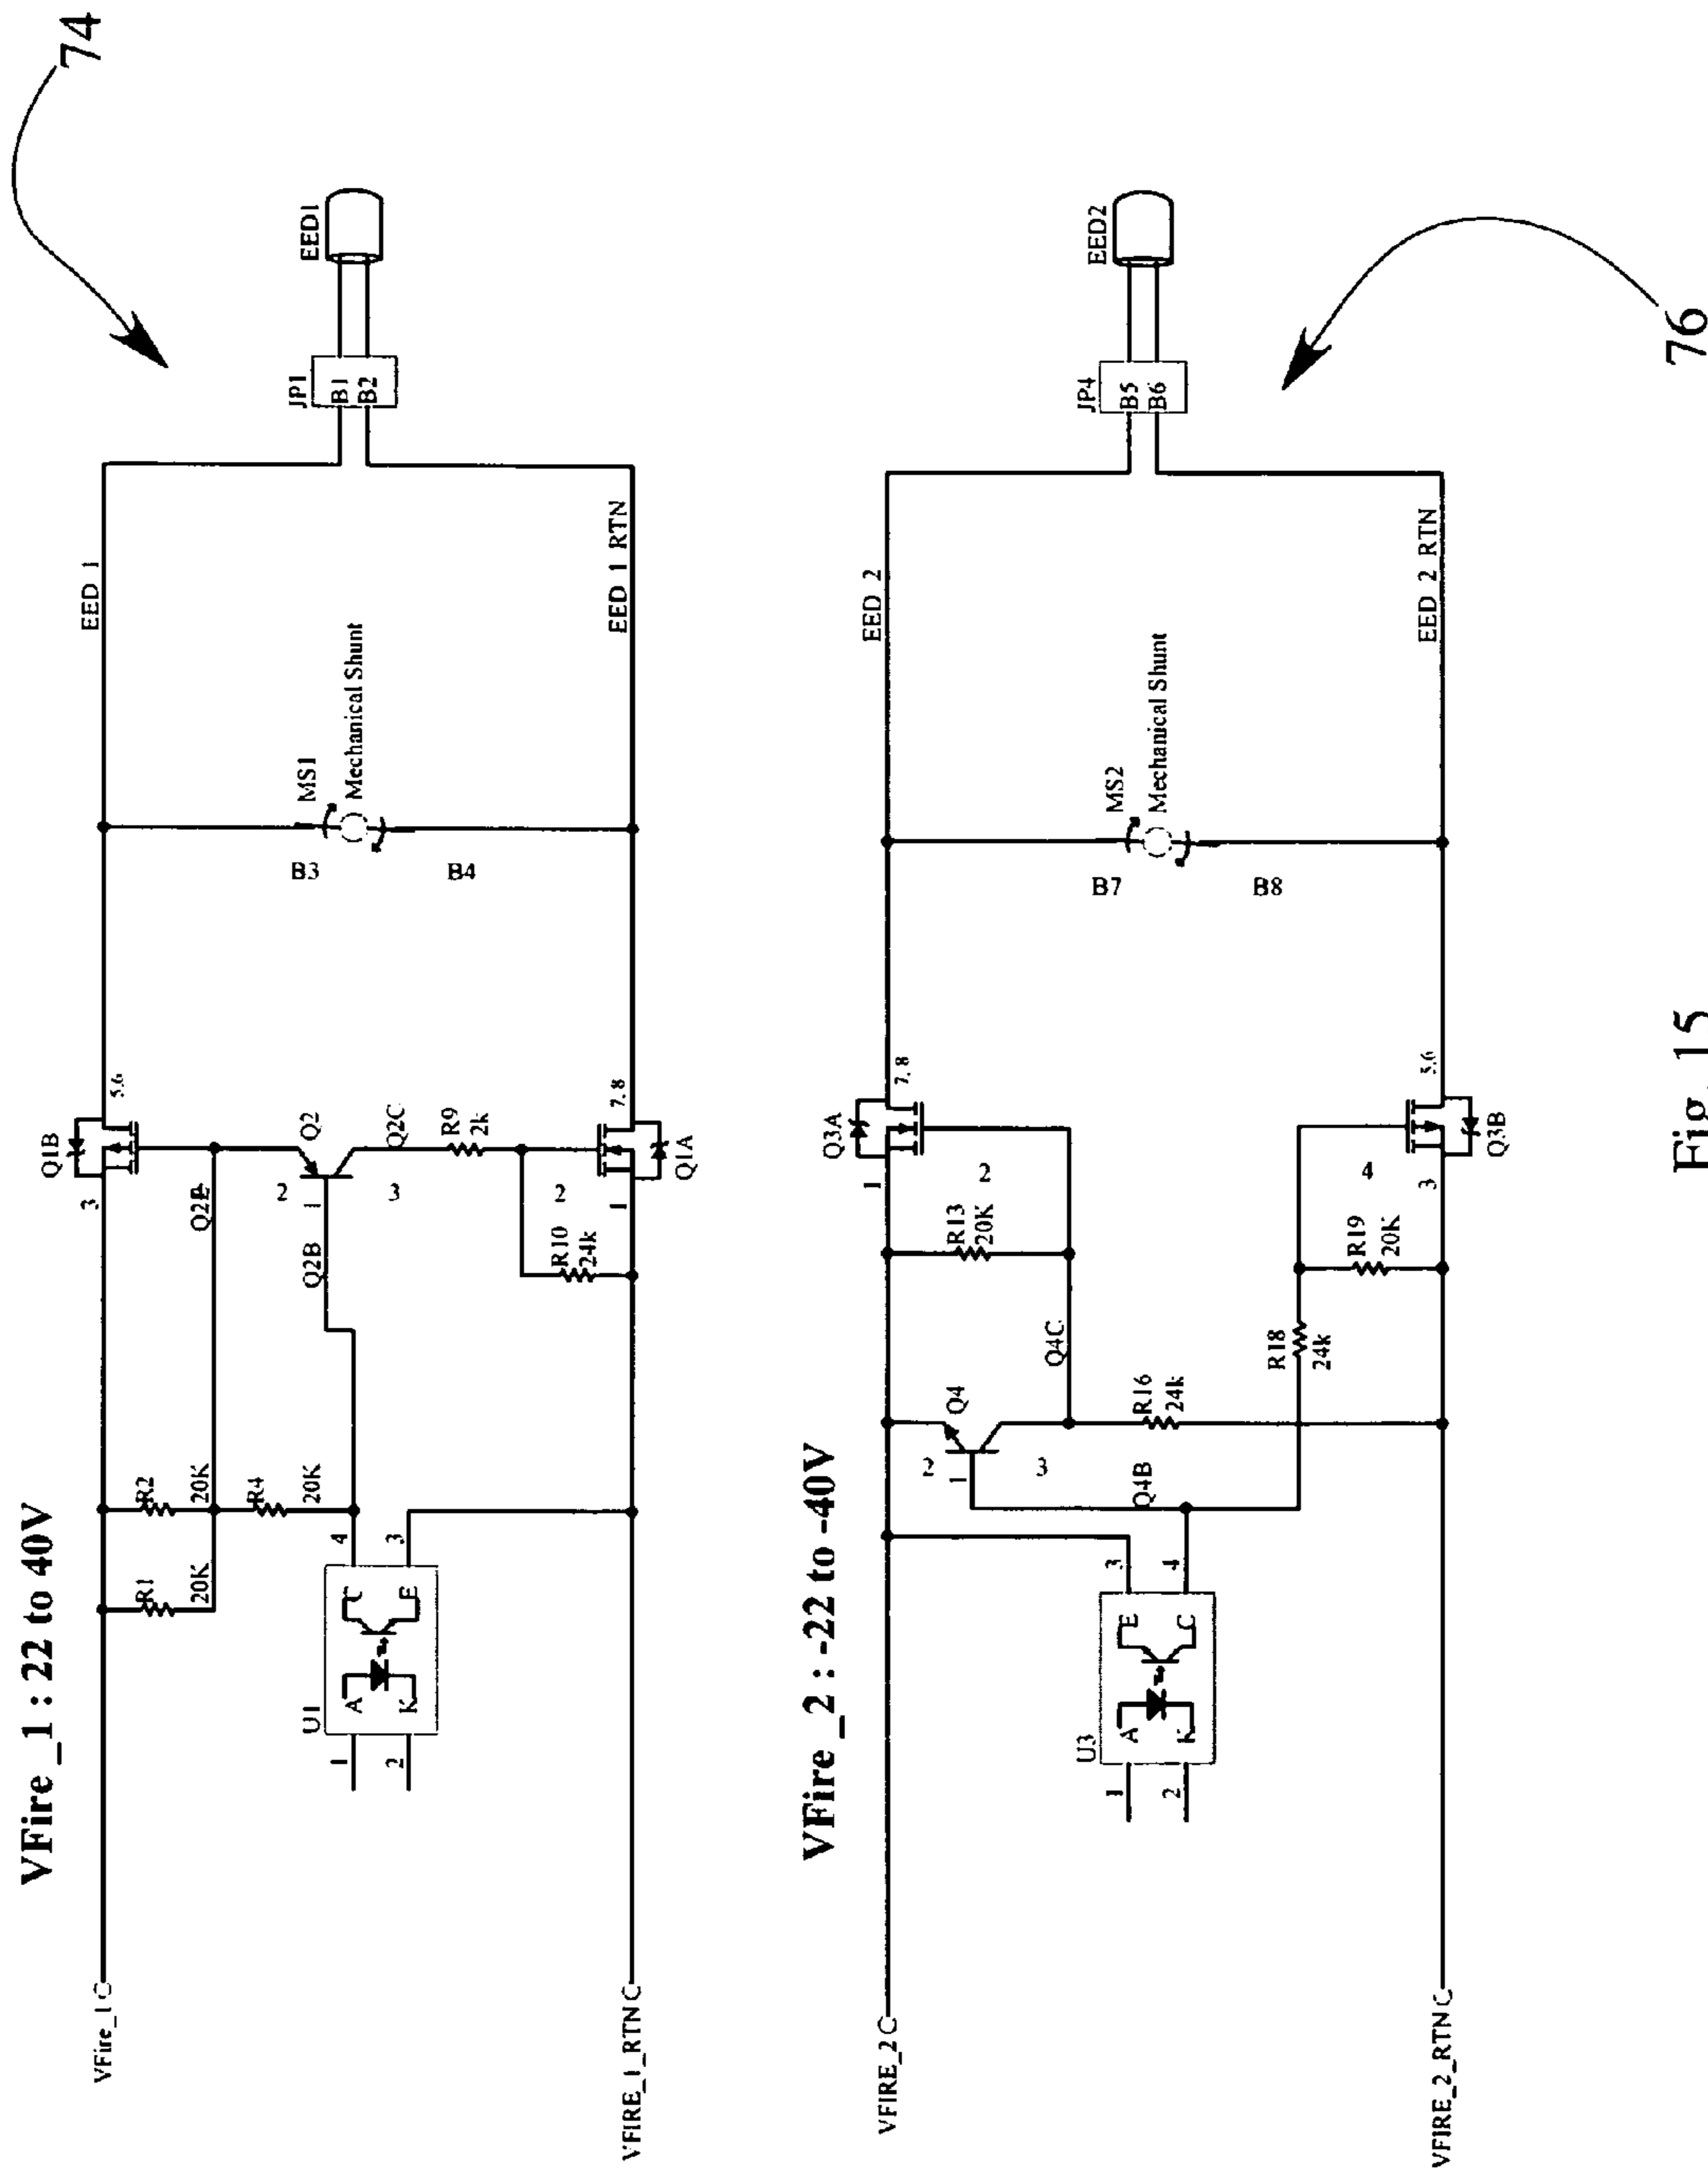 74
VFire_1 : 22 to 40V
VFire_1
Q1B
3
5,6
EED 1
R1
20K
R2
20K
R4
20K
Q2E
Q2
2
1
3
Q2B
Q2C
R9
2k
R10
24k
2
1
7, 8
Q1A
U1
A
K
C
E
1
2
4
3
MS1
Mechanical Shunt
B3
B4
JP1
B1
B2
EED1
EED 1 RTN
VFIRE_1_RTN
VFire_2 : -22 to -40V
VFIRE_2
Q3A
1
7, 8
2
EED 2
R13
20K
Q4
2
1
3
Q4B
Q4C
R16
24k
R18
24k
R19
20K
4
3
5,6
Q3B
U3
A
K
E
C
1
2
3
4
MS2
Mechanical Shunt
B7
B8
JP4
B5
B6
EED2
EED 2 RTN
VFIRE_2_RTN
76
Fig. 15